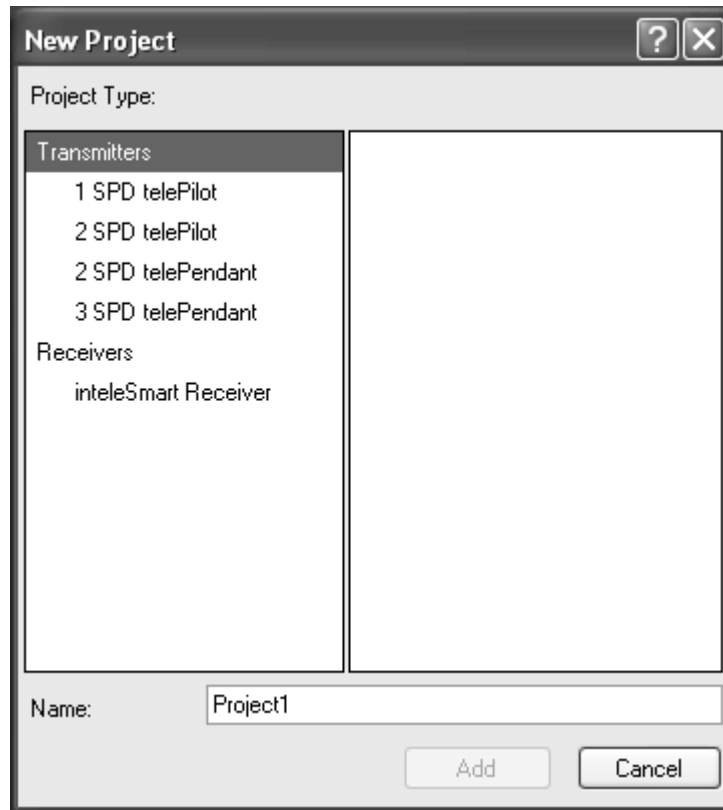 New Project
Project Type:
Transmitters
1 SPD telePilot
2 SPD telePilot
2 SPD telePendant
3 SPD telePendant
Receivers
inteleSmart Receiver
Name: Project1
Add Cancel